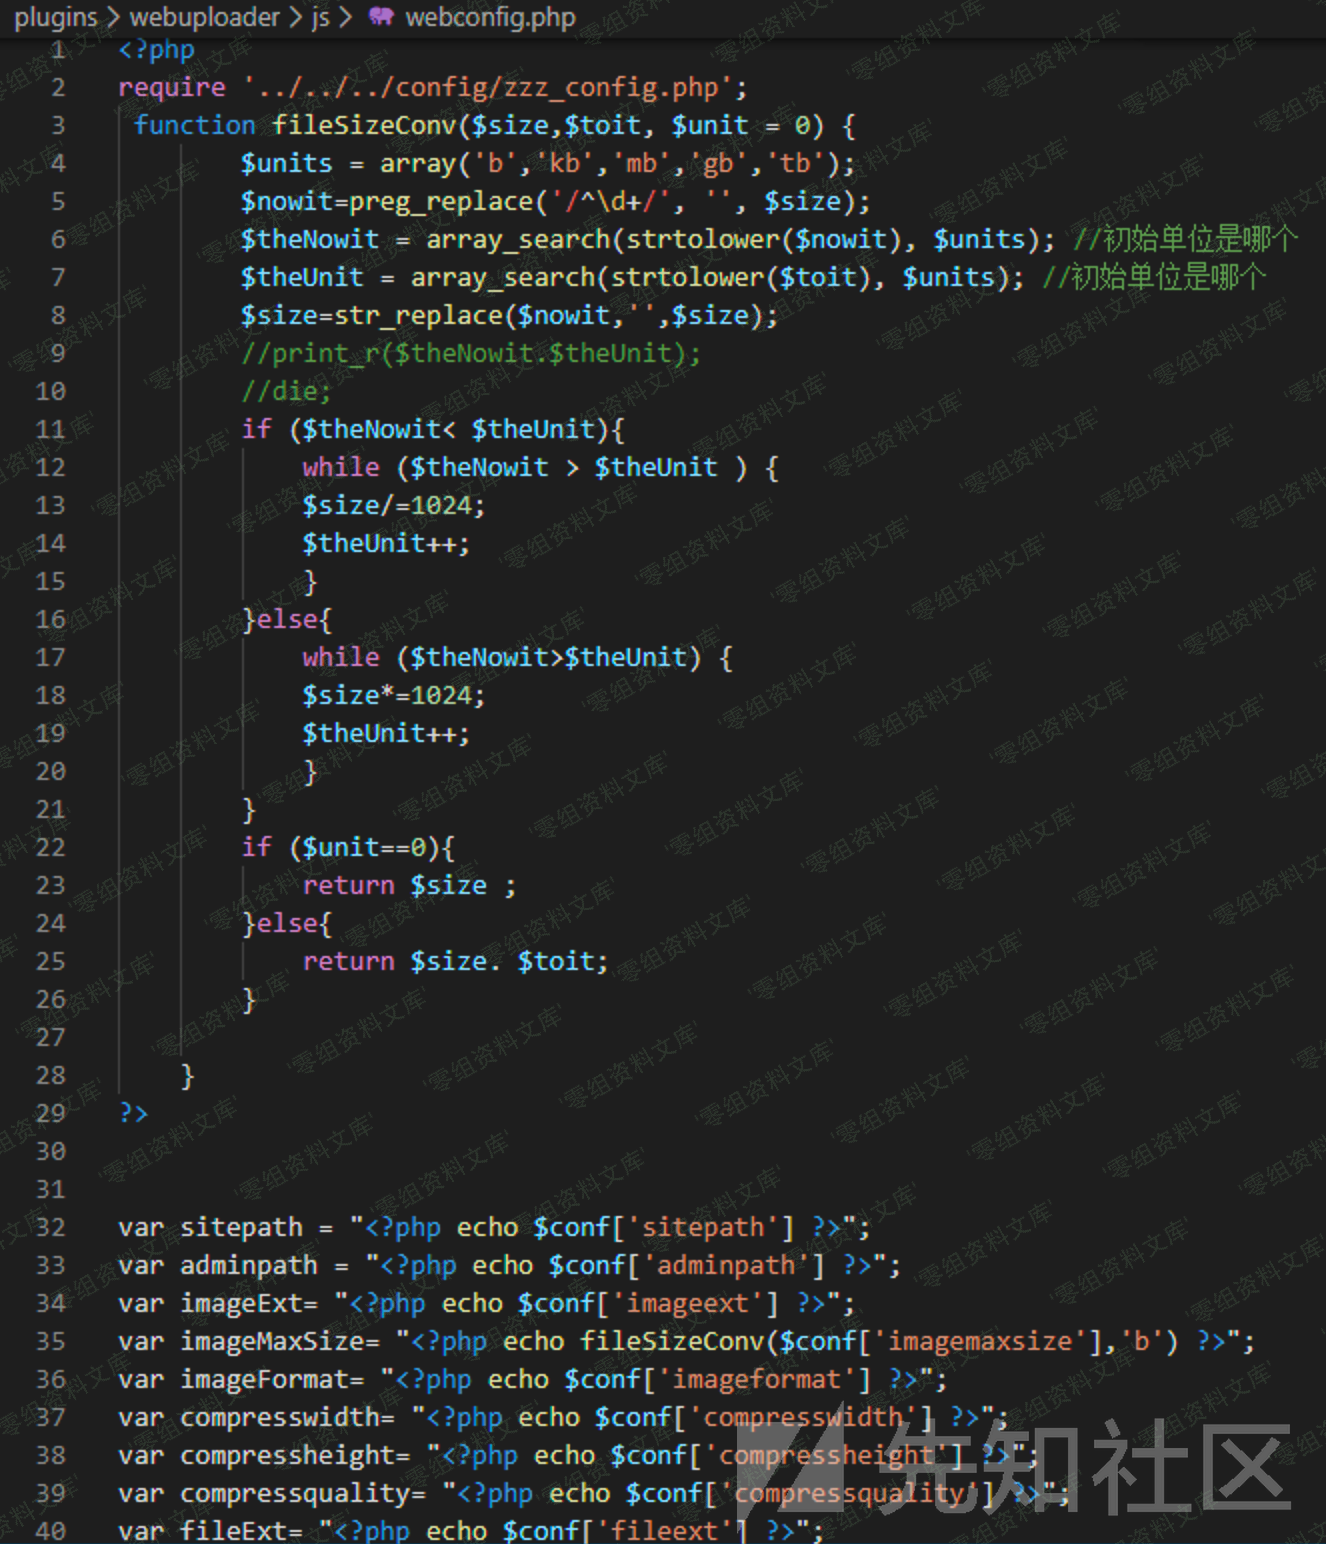 plugins > webuploader > js > webconfig.php
1 <?php
2 require '../../../config/zzz_config.php';
3 function fileSizeConv($size,$toit, $unit = 0) {
4 $units = array('b','kb','mb','gb','tb');
5 $nowit=preg_replace('/^\d+/', '', $size);
6 $theNowit = array_search(strtolower($nowit), $units); //初始单位是哪个
7 $theUnit = array_search(strtolower($toit), $units); //初始单位是哪个
8 $size=str_replace($nowit,'',$size);
9 //print_r($theNowit.$theUnit);
10 //die;
11 if ($theNowit< $theUnit){
12 while ($theNowit > $theUnit ) {
13 $size/=1024;
14 $theUnit++;
15 }
16 }else{
17 while ($theNowit>$theUnit) {
18 $size*=1024;
19 $theUnit++;
20 }
21 }
22 if ($unit==0){
23 return $size ;
24 }else{
25 return $size. $toit;
26 }
27
28 }
29 ?>
30
31
32 var sitepath = "<?php echo $conf['sitepath'] ?>";
33 var adminpath = "<?php echo $conf['adminpath'] ?>";
34 var imageExt= "<?php echo $conf['imageext'] ?>";
35 var imageMaxSize= "<?php echo fileSizeConv($conf['imagemaxsize'],'b') ?>";
36 var imageFormat= "<?php echo $conf['imageformat'] ?>";
37 var compresswidth= "<?php echo $conf['compresswidth'] ?>";
38 var compressheight= "<?php echo $conf['compressheight'] ?>";
39 var compressquality= "<?php echo $conf['compressquality'] ?>";
40 var fileExt= "<?php echo $conf['fileext'] ?>";
先知社区
'零组资料文库'